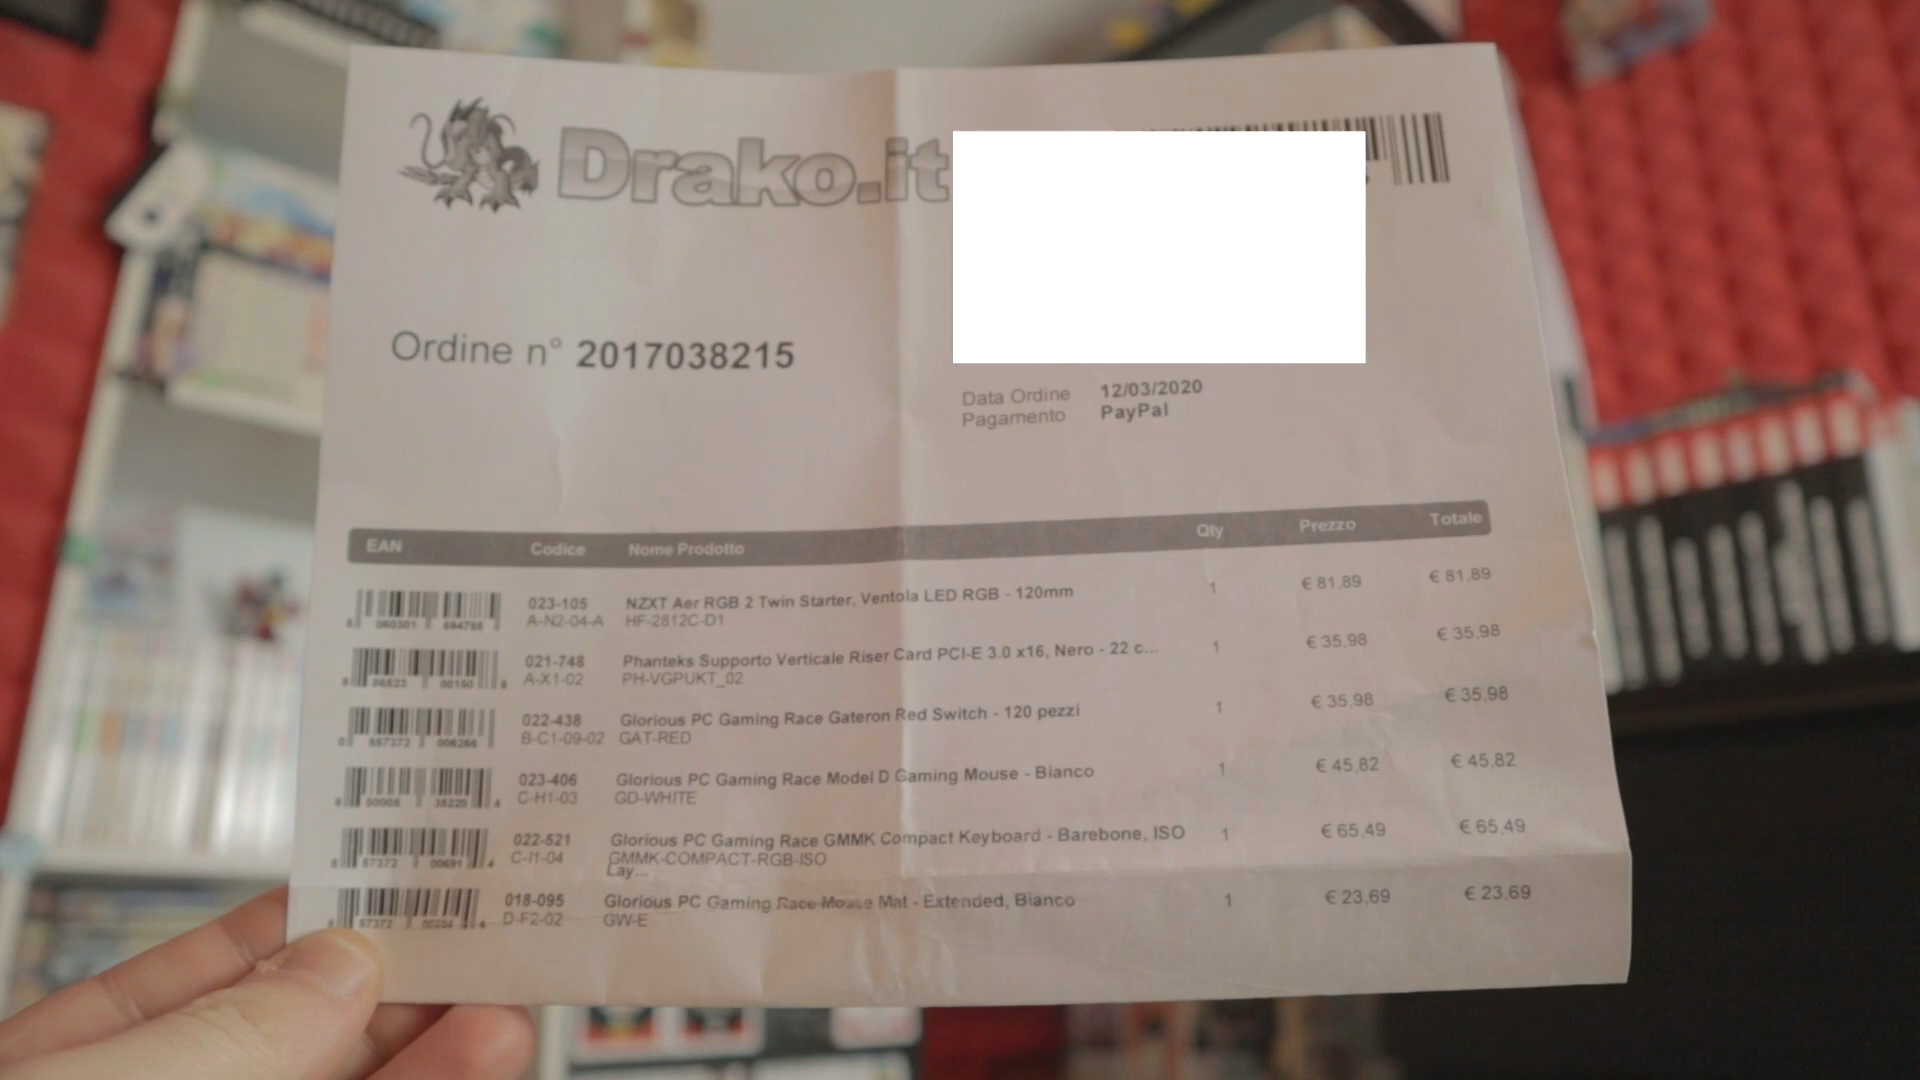 Drako.it
Ordine n° 2017038215
Data Ordine 12/03/2020
Pagamento PayPal
EAN Codice Nome Prodotto Qty Prezzo Totale
023-105 NZXT Aer RGB 2 Twin Starter, Ventola LED RGB - 120mm 1 € 81,89 € 81,89
A-N2-04-A HF-2812C-D1
021-748 Phanteks Supporto Verticale Riser Card PCI-E 3.0 x16, Nero - 22 c... 1 € 35,98 € 35,98
A-X1-02 PH-VGPUKT_02
022-438 Glorious PC Gaming Race Gateron Red Switch - 120 pezzi 1 € 35,98 € 35,98
B-C1-09-02 GAT-RED
023-406 Glorious PC Gaming Race Model D Gaming Mouse - Bianco 1 € 45,82 € 45,82
C-H1-03 GD-WHITE
022-521 Glorious PC Gaming Race GMMK Compact Keyboard - Barebone, ISO 1 € 65,49 € 65,49
C-I1-04 GMMK-COMPACT-RGB-ISO
Lay...
018-095 Glorious PC Gaming Race Mouse Mat - Extended, Bianco 1 € 23,69 € 23,69
D-F2-02 GW-E